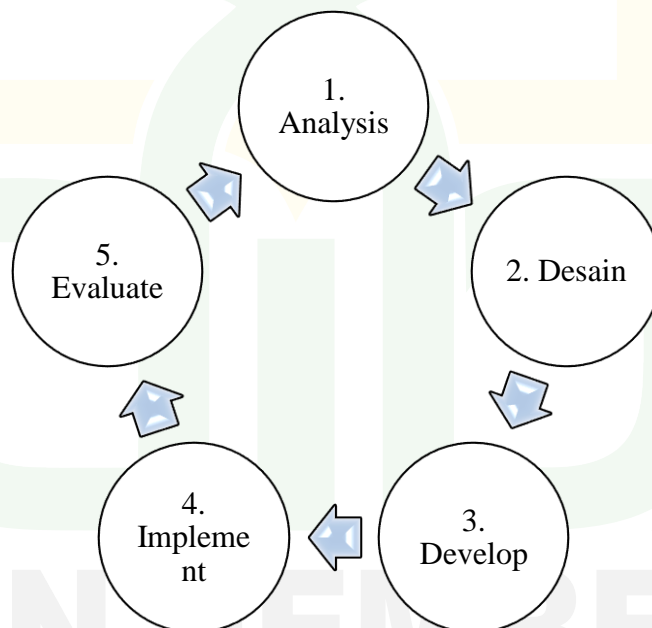 1.
Analysis
2. Desain
3.
Develop
4.
Impleme
nt
5.
Evaluate